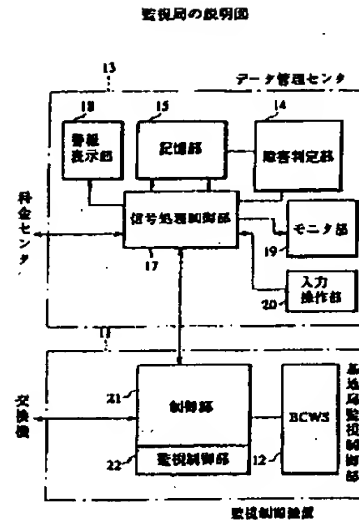 監視局の説明図
13
データ管理センタ
18
15
14
警報
表示部
記憶部
障害判定部
料金センタ
信号処理制御部
17
モニタ部
19
入力
操作部
20
11
交換機
21
制御部
22
監視制御部
BCWS
12
基地局監視制御部
監視制御装置